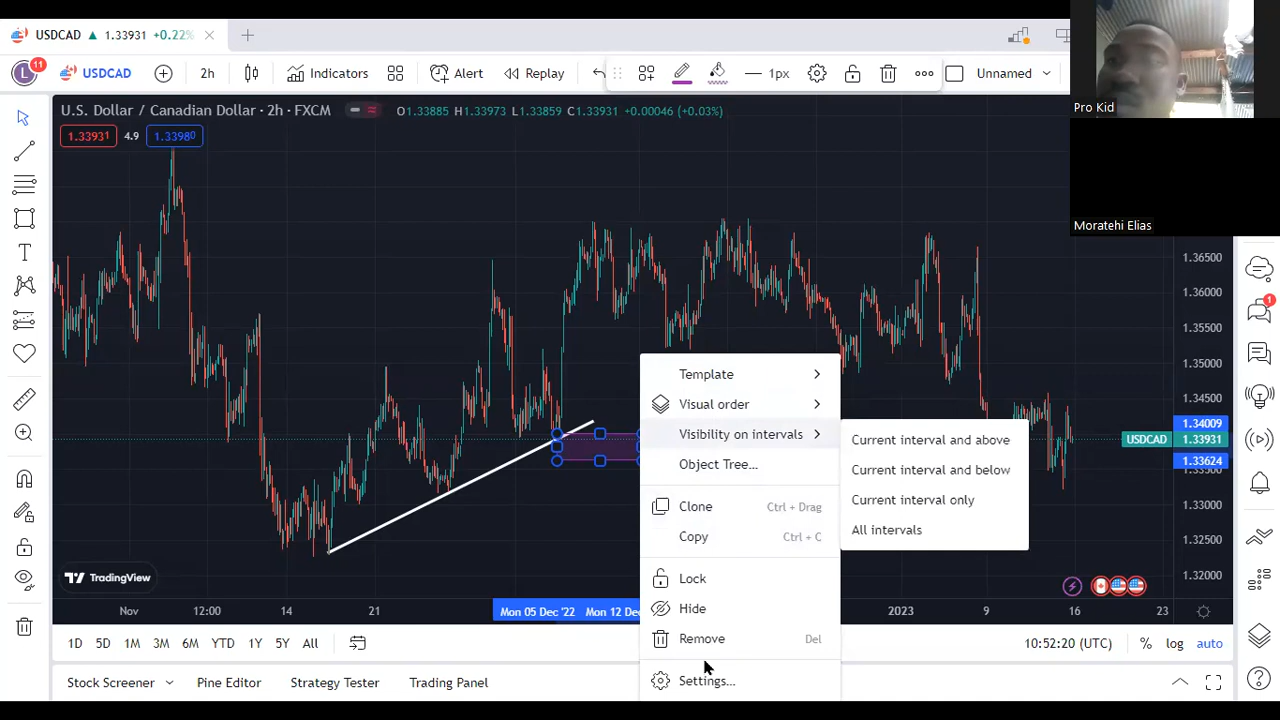 USDCAD 1.33931 +0.22%
L 11 USDCAD 2h Indicators Alert Replay 1px Unnamed
Pro Kid
U.S. Dollar / Canadian Dollar · 2h · FXCM O1.33885 H1.33973 L1.33859 C1.33931 +0.00046 (+0.03%)
1.33931 4.9 1.33980
Moratehi Elias
1.36500
1.36000
1.35500
1.35000
1.34500
1.34009
USDCAD 1.33931
1.33624
1.33000
1.32500
1.32000
1
Template
Visual order
Visibility on intervals
Object Tree...
Clone Ctrl + Drag
Copy Ctrl + C
Lock
Hide
Remove Del
Settings...
Current interval and above
Current interval and below
Current interval only
All intervals
TradingView
Nov 12:00 14 21 Mon 05 Dec '22 Mon 12 Dec 2023 9 16 23
1D 5D 1M 3M 6M YTD 1Y 5Y All 10:52:20 (UTC) % log auto
Stock Screener Pine Editor Strategy Tester Trading Panel